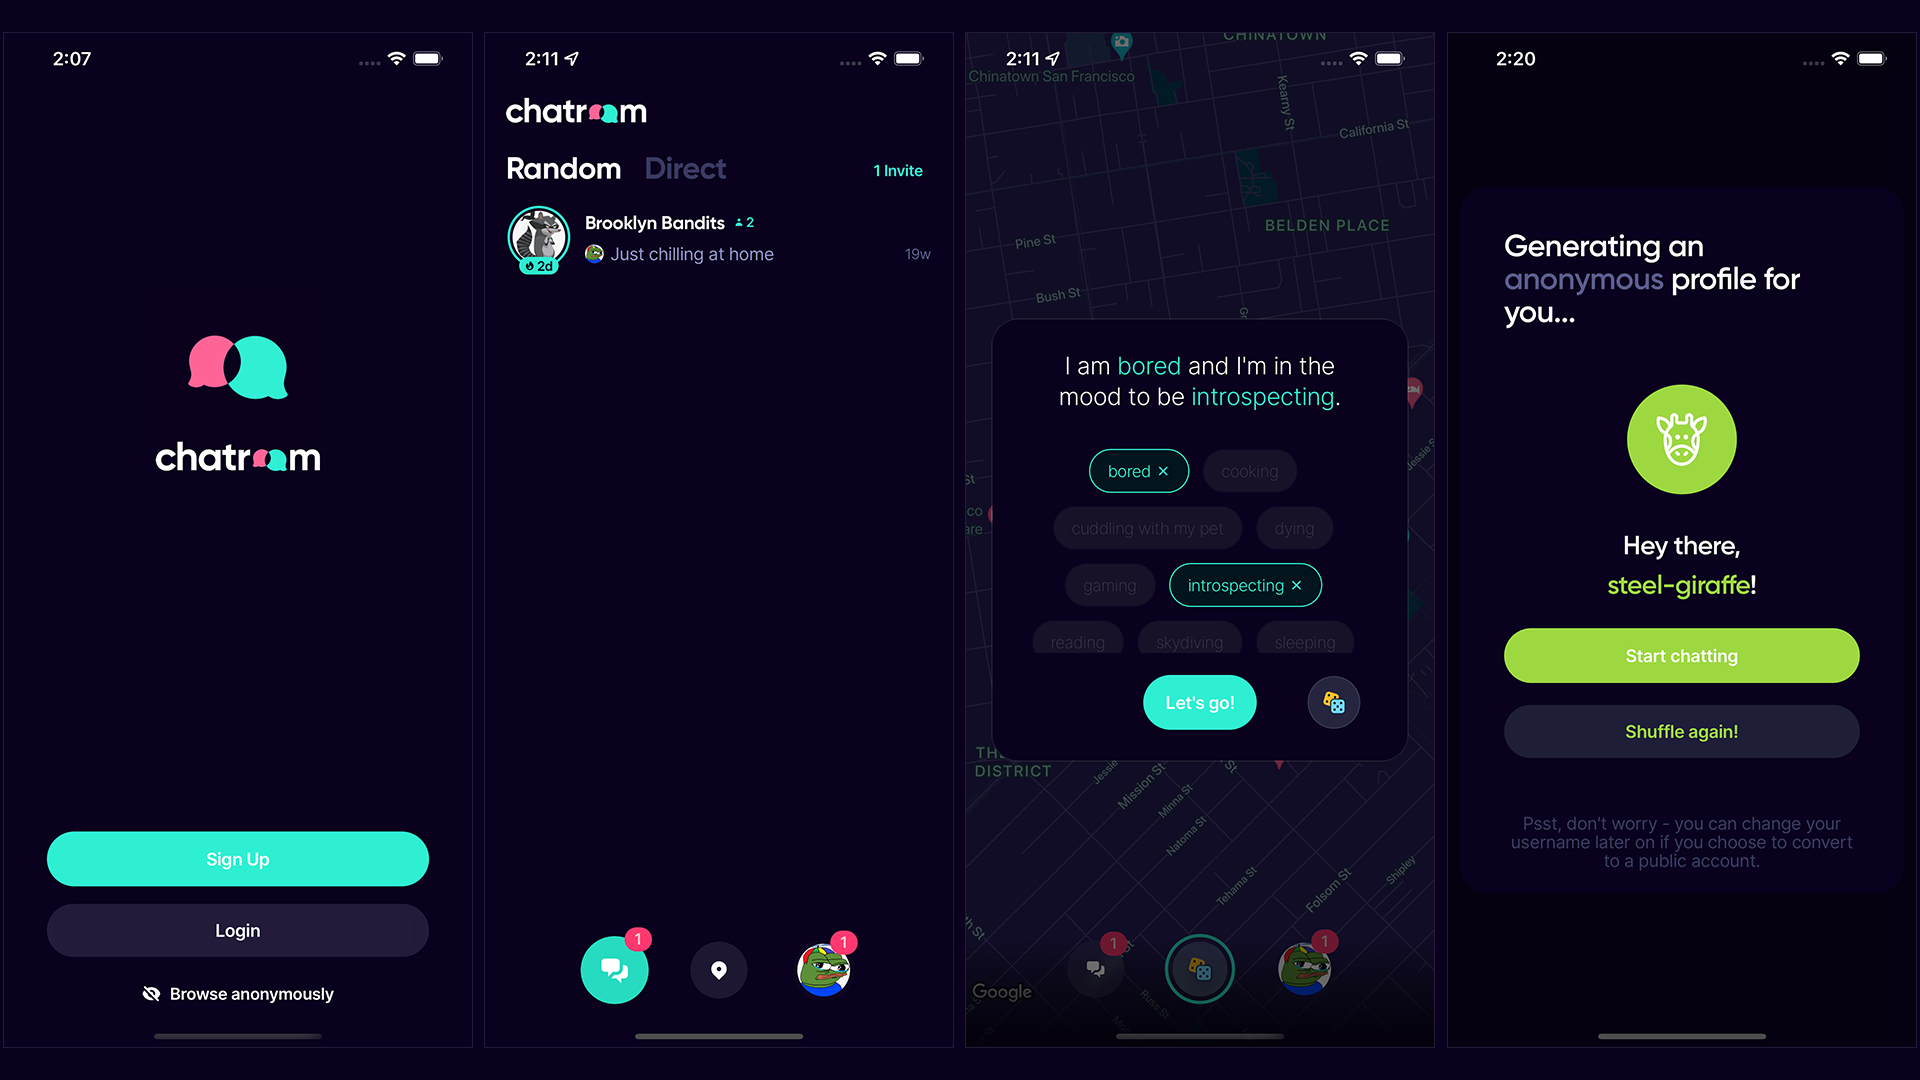 2:07
chatroom
Sign Up
Login
Browse anonymously
2:11
chatroom
Random Direct
1 Invite
Brooklyn Bandits 2
Just chilling at home
19w
2d
1
1
2:11
CHINATOWN
Chinatown San Francisco
Kearny St
California St
BELDEN PLACE
Pine St
Bush St
I am bored and I'm in the
mood to be introspecting.
bored ×
cooking
cuddling with my pet
dying
gaming
introspecting ×
reading
skydiving
sleeping
Let's go!
DISTRICT
Jessie
Mission St
Minna St
Natoma St
Tehama St
Folsom St
Shipley
Russ St
Jessie S
1
1
Google
2:20
Generating an
anonymous profile for
you...
Hey there,
steel-giraffe!
Start chatting
Shuffle again!
Psst, don't worry - you can change your
username later on if you choose to convert
to a public account.